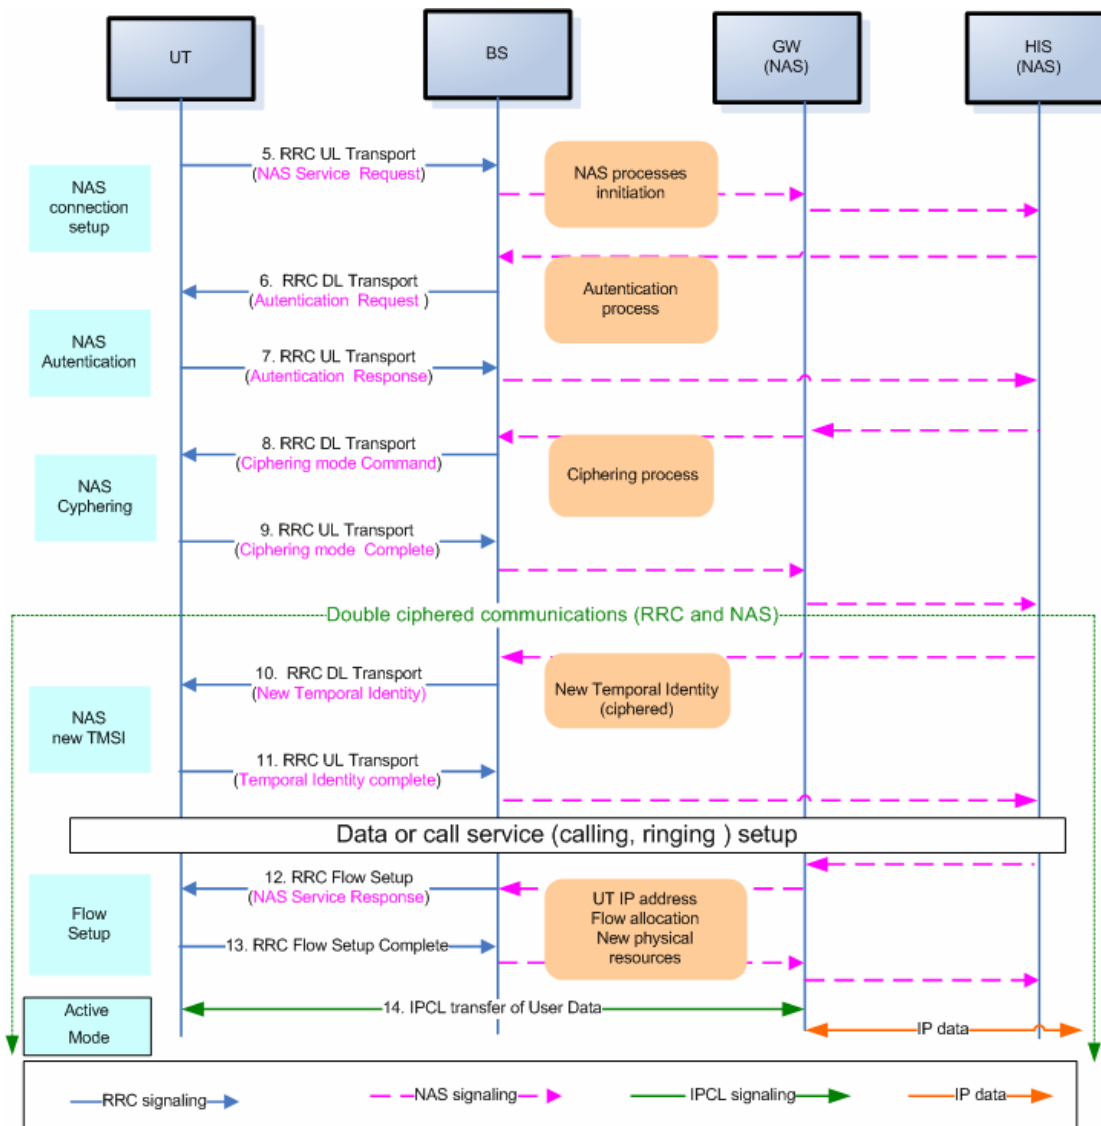 UT
BS
GW
(NAS)
HIS
(NAS)
5. RRC UL Transport
(NAS Service Request)
NAS
connection
setup
NAS processes
innitiation
6. RRC DL Transport
(Autentication Request )
Autentication
process
NAS
Autentication
7. RRC UL Transport
(Autentication Response)
8. RRC DL Transport
(Ciphering mode Command)
NAS
Cyphering
Ciphering process
9. RRC UL Transport
(Ciphering mode Complete)
Double ciphered communications (RRC and NAS)
10. RRC DL Transport
(New Temporal Identity)
New Temporal Identity
(ciphered)
NAS
new TMSI
11. RRC UL Transport
(Temporal Identity complete)
Data or call service (calling, ringing ) setup
12. RRC Flow Setup
(NAS Service Response)
Flow
Setup
UT IP address
Flow allocation
New physical
resources
13. RRC Flow Setup Complete
Active
Mode
14. IPCL transfer of User Data
IP data
RRC signaling
NAS signaling
IPCL signaling
IP data